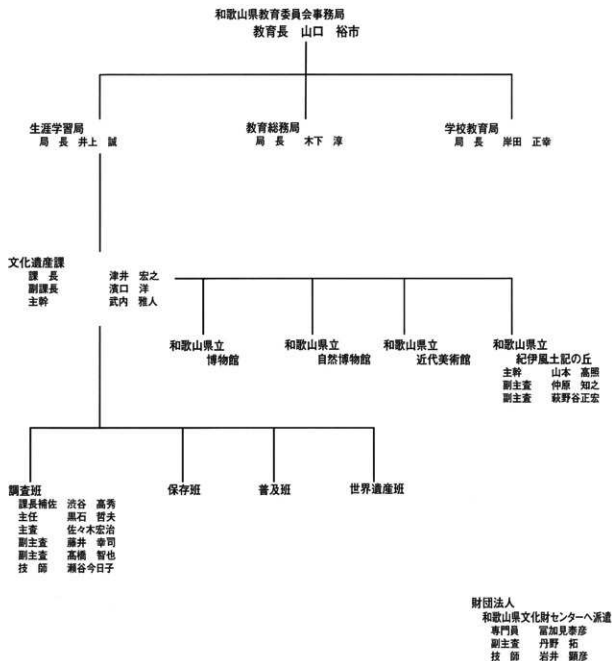 和歌山県教育委員会事務局
教育長 山口 裕市
生涯学習局
局 長 井上 誠
教育総務局
局 長 木下 淳
学校教育局
局 長 岸田 正幸
文化遺産課
課 長 津井 宏之
副課長 濱口 洋
主幹 武内 雅人
和歌山県立
博物館
和歌山県立
自然博物館
和歌山県立
近代美術館
和歌山県立
紀伊風土記の丘
主幹 山本 高照
副主査 仲原 知之
副主査 萩野谷正宏
調査班
課長補佐 渋谷 高秀
主任 黒石 哲夫
主査 佐々木宏治
副主査 藤井 幸司
副主査 高橋 智也
技 師 瀬谷今日子
保存班
普及班
世界遺産班
財団法人
和歌山県文化財センターへ派遣
専門員 冨加見泰彦
副主査 丹野 拓
技 師 岩井 顕彦